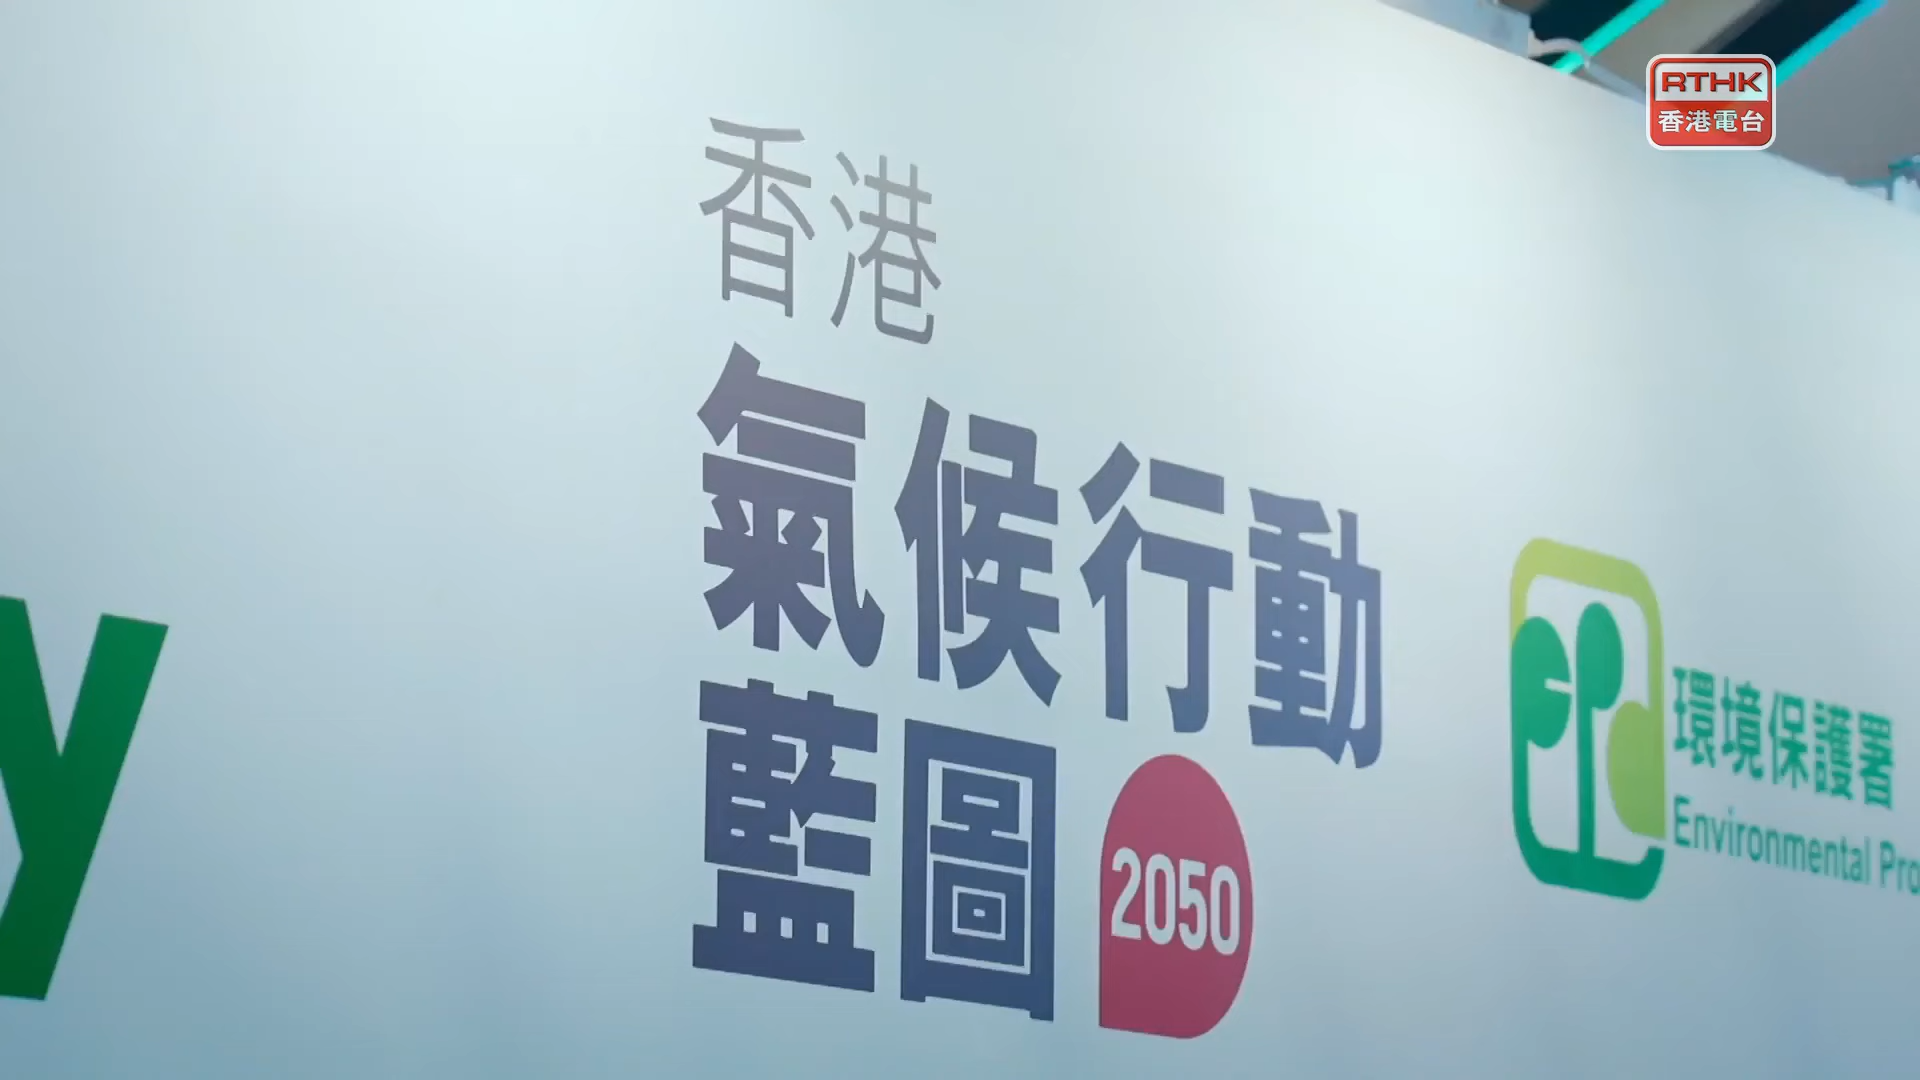 RTHK
香港電台
香港
氣候行動
藍圖
2050
y
環境保護署
Environmental Pro